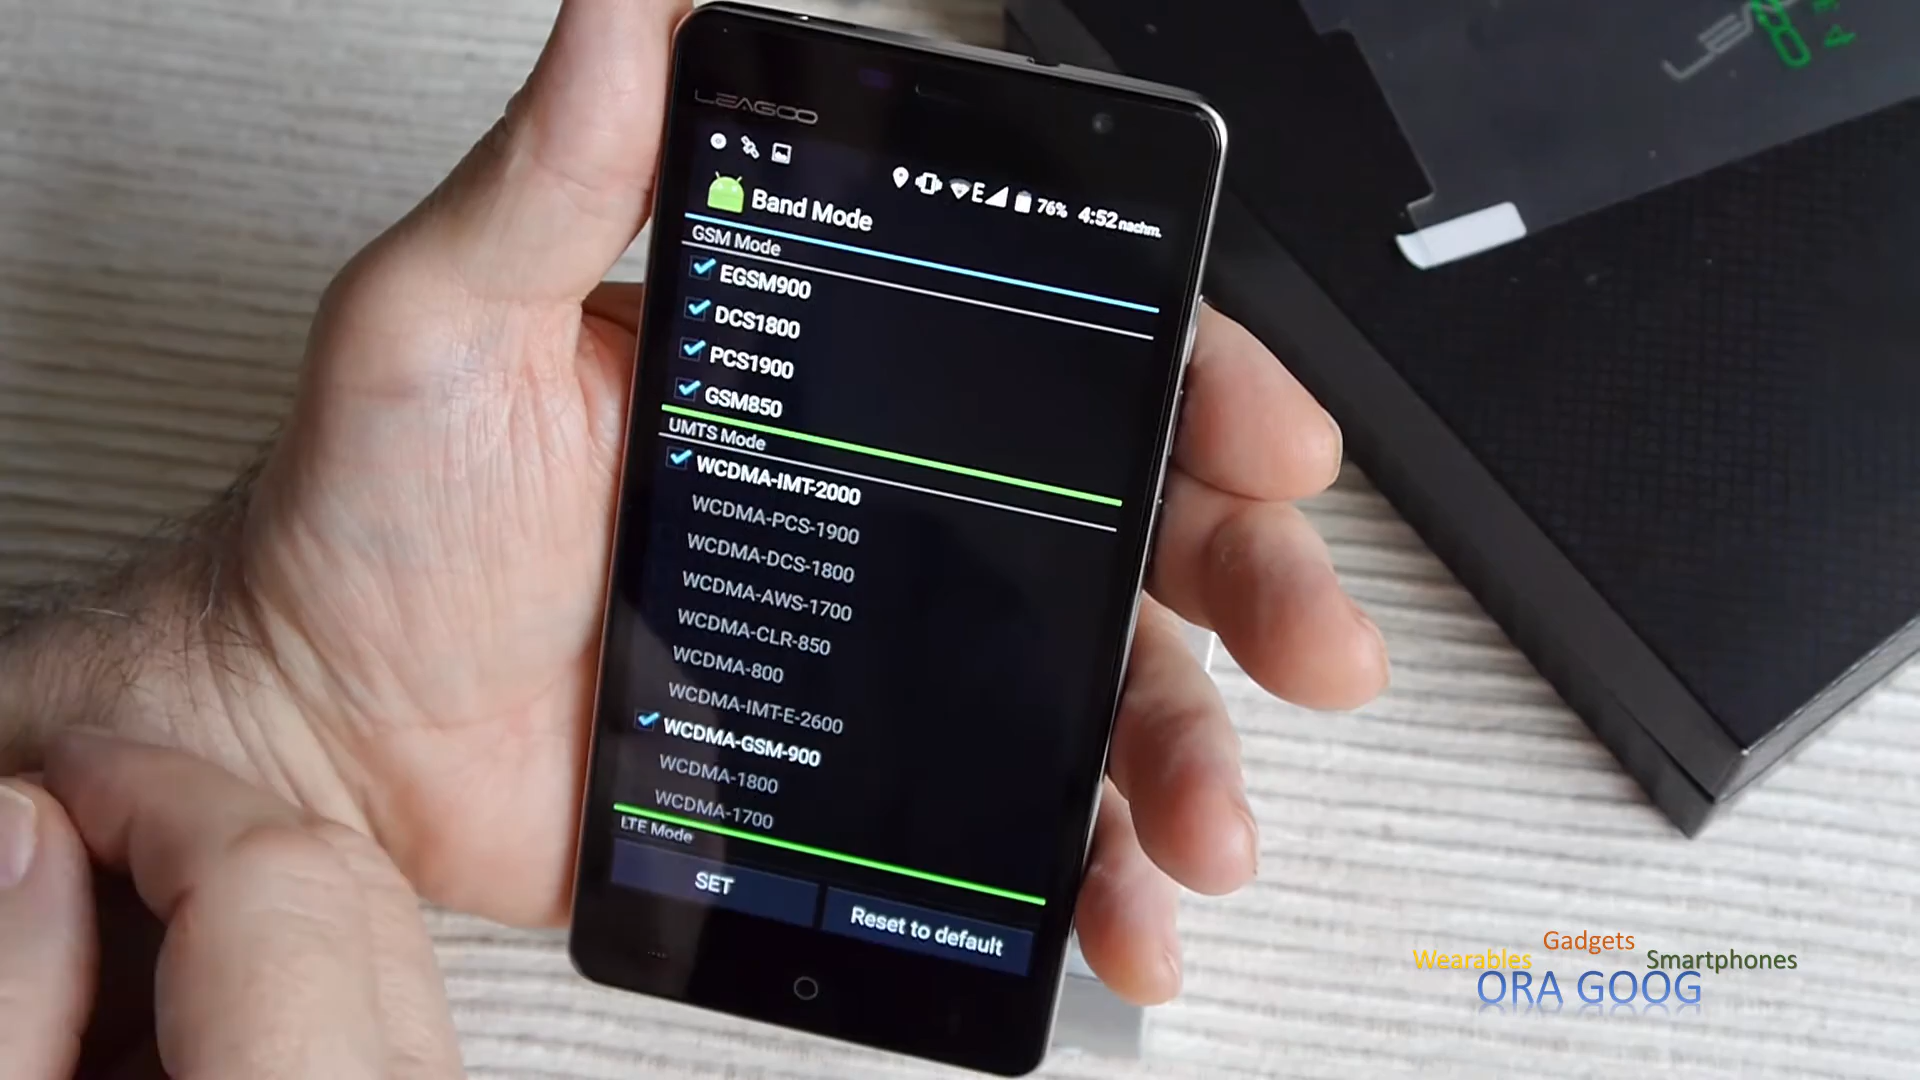 LEAGOO
E 76% 4:52 nachm.
Band Mode
GSM Mode
EGSM900
DCS1800
PCS1900
GSM850
UMTS Mode
WCDMA-IMT-2000
WCDMA-PCS-1900
WCDMA-DCS-1800
WCDMA-AWS-1700
WCDMA-CLR-850
WCDMA-800
WCDMA-IMT-E-2600
WCDMA-GSM-900
WCDMA-1800
WCDMA-1700
LTE Mode
SET
Reset to default
Gadgets
Wearables Smartphones
ORA GOOG